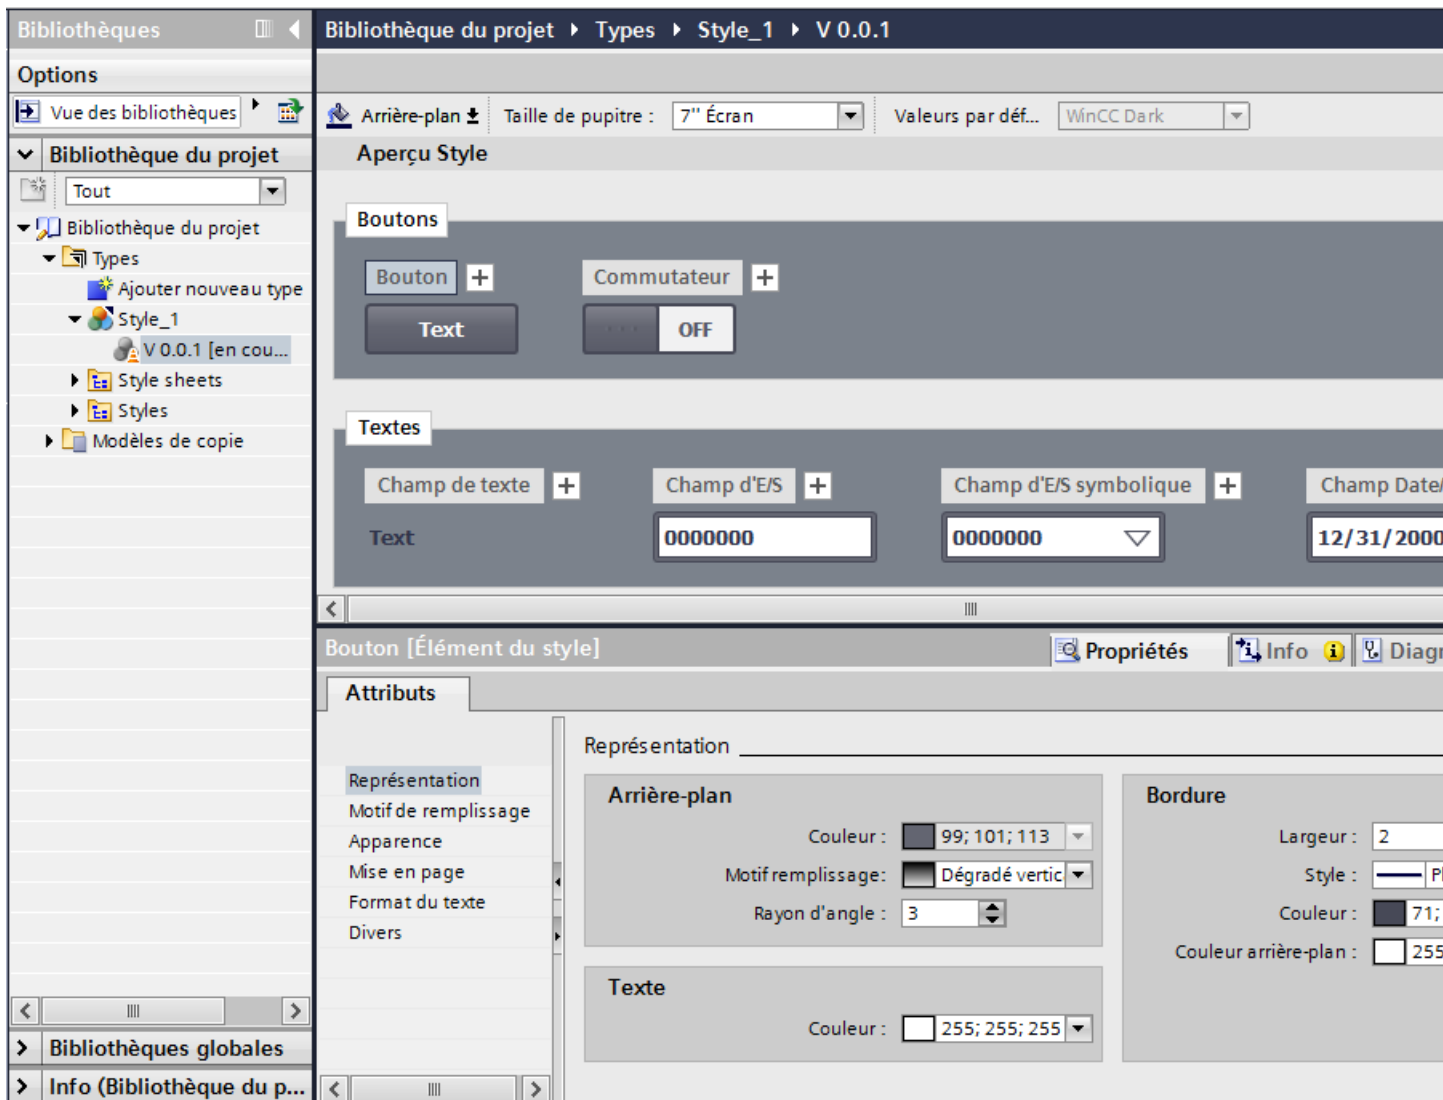 Bibliothèques
Options
Vue des bibliothèques
Bibliothèque du projet
Tout
Bibliothèque du projet
Types
Ajouter nouveau type
Style_1
V 0.0.1 [en cou...
Style sheets
Styles
Modèles de copie
Bibliothèques globales
Info (Bibliothèque du p...
Bibliothèque du projet Types Style_1 V 0.0.1
Arrière-plan Taille de pupitre : 7" Écran Valeurs par déf... WinCC Dark
Aperçu Style
Boutons
Bouton + Commutateur +
Text OFF
Textes
Champ de texte + Champ d'E/S + Champ d'E/S symbolique + Champ Date/
Text 0000000 0000000 12/31/2000
Bouton [Élément du style] Propriétés Info Diagr
Attributs
Représentation
Motif de remplissage
Apparence
Mise en page
Format du texte
Divers
Représentation
Arrière-plan
Couleur : 99; 101; 113
Motif remplissage: Dégradé vertic
Rayon d'angle : 3
Texte
Couleur : 255; 255; 255
Bordure
Largeur : 2
Style :
Couleur : 71;
Couleur arrière-plan : 255